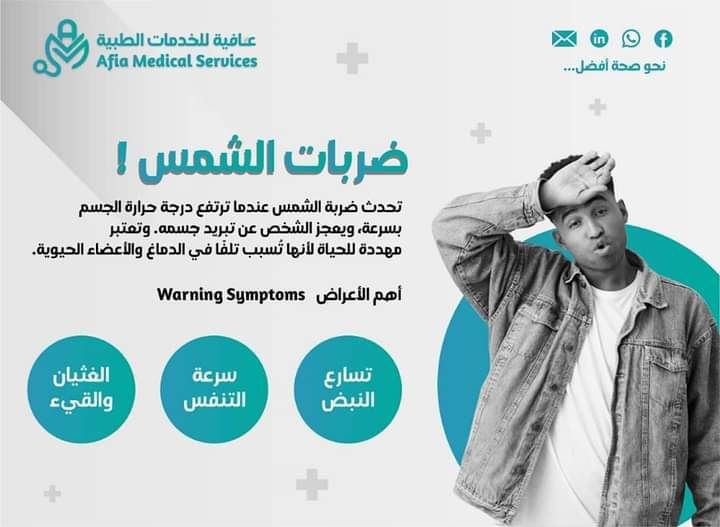 عافية للخدمات الطبية
Afia Medical Services
نحو صحة أفضل...
ضربات الشمس !
تحدث ضربة الشمس عندما ترتفع درجة حرارة الجسم
بسرعة، ويعجز الشخص عن تبريد جسمه. وتعتبر
مهددة للحياة لأنها تُسبب تلفًا في الدماغ والأعضاء الحيوية.
أهم الأعراض Warning Symptoms
تسارع
النبض
سرعة
التنفس
الغثيان
والقيء